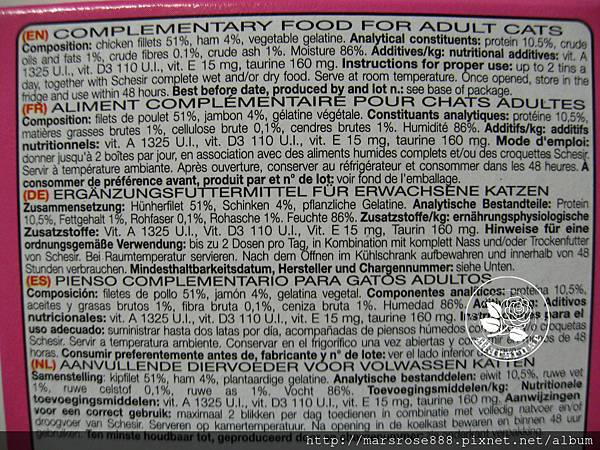 (EN) COMPLEMENTARY FOOD FOR ADULT CATS
Composition: chicken fillets 51%, ham 4%, vegetable gelatine. Analytical constituents: protein 10.5%, crude
oils and fats 1%, crude fibres 0.1%, crude ash 1%. Moisture 86%. Additives/kg: nutritional additives: vit. A
1325 U.I., vit. D3 110 U.I., vit. E 15 mg, taurine 160 mg. Instructions for proper use: up to 2 tins a
day, together with Schesir complete wet and/or dry food. Serve at room temperature. Once opened, store in the
fridge and use within 48 hours. Best before date, produced by and lot n.: see base of package.
(FR) ALIMENT COMPLÉMENTAIRE POUR CHATS ADULTES
Composition: filets de poulet 51%, jambon 4%, gélatine végétale. Constituants analytiques: protéine 10,5%,
matières grasses brutes 1%, cellulose brute 0,1%, cendres brutes 1%. Humidité 86%. Additifs/kg: additifs
nutritionnels: vit. A 1325 U.I., vit. D3 110 U.I., vit. E 15 mg, taurine 160 mg. Mode d'emploi:
donner jusqu'à 2 boîtes par jour, en association avec des aliments humides complets et/ou des croquettes Schesir.
Servir à température ambiante. Après ouverture, conserver au réfrigérateur et consommer dans les 48 heures. A
consommer de préférence avant, produit par et n° de lot: voir fond de l'emballage.
(DE) ERGÄNZUNGSFUTTERMITTEL FÜR ERWACHSENE KATZEN
Zusammensetzung: Hühnerfilet 51%, Schinken 4%, pflanzliche Gelatine. Analytische Bestandteile: Protein
10,5%, Fettgehalt 1%, Rohfaser 0,1%, Rohasche 1%. Feuchte 86%. Zusatzstoffe/kg: ernährungsphysiologische
Zusatzstoffe: Vit. A 1325 U.I., Vit. D3 110 U.I., Vit. E 15 mg, Taurin 160 mg. Hinweise für eine
ordnungsgemäße Verwendung: bis zu 2 Dosen pro Tag, in Kombination mit komplett Nass und/oder Trockenfutter
von Schesir. Bei Raumtemperatur servieren. Nach dem Öffnen im Kühlschrank aufbewahren und innerhalb von 48
Stunden verbrauchen. Mindesthaltbarkeitsdatum, Hersteller und Chargennummer: siehe Unten.
(ES) PIENSO COMPLEMENTARIO PARA GATOS ADULTOS
Composición: filetes de pollo 51%, jamón 4%, gelatina vegetal. Componentes analíticos: proteína 10,5%,
aceites y grasas brutos 1%, fibra bruta 0,1%, ceniza bruta 1%. Humedad 86%. Aditivos
nutricionales: vit. A 1325 U.I., vit. D3 110 U.I., vit. E 15 mg, taurina 160 mg. para el
uso adecuado: suministrar hasta dos latas por día, acompañadas de piensos húmedos croquetas
Schesir. Servir a temperatura ambiente. Conservar en el frigorífico una vez abiertas y de 48
horas. Consumir preferentemente antes de, fabricante y n° de lote: ver el lado inferior
(NL) AANVULLENDE DIERVOEDER VOOR VOLWASSEN KATTEN
Samenstelling: kipfilet 51%, ham 4%, plantaardige gelatine. Analytische bestanddelen: eiwit 10,5%, ruwe vet
1%, ruwe celstof 0,1%, ruwe as 1%. Vocht 86%. Toevoegingsmiddelen/kg: Nutritionele
toevoegingsmiddelen: vit. A 1325 U.I., vit. D3 110 U.I., vit. E 15 mg, taurine 160 mg. Aanwijzingen
voor een correct gebruik: maximaal 2 blikken per dag toedienen in combinatie met volledig natvoer en/of
droogvoer van Schesir. Serveren op kamertemperatuur. Na opening in de koelkast bewaren en binnen 48 uur
gebruiken. Ten minste houdbaar tot, geproduceerd door en
marsrose
http://marsrose888.pixnet.net/album